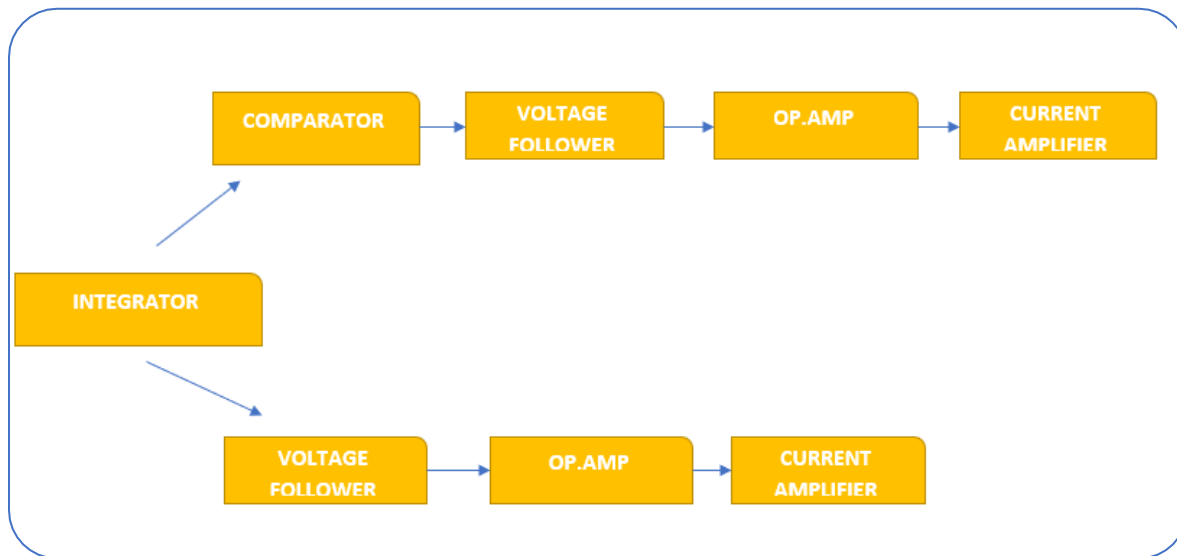 COMPARATOR
VOLTAGE
FOLLOWER
OP.AMP
CURRENT
AMPLIFIER
INTEGRATOR
VOLTAGE
FOLLOWER
OP.AMP
CURRENT
AMPLIFIER